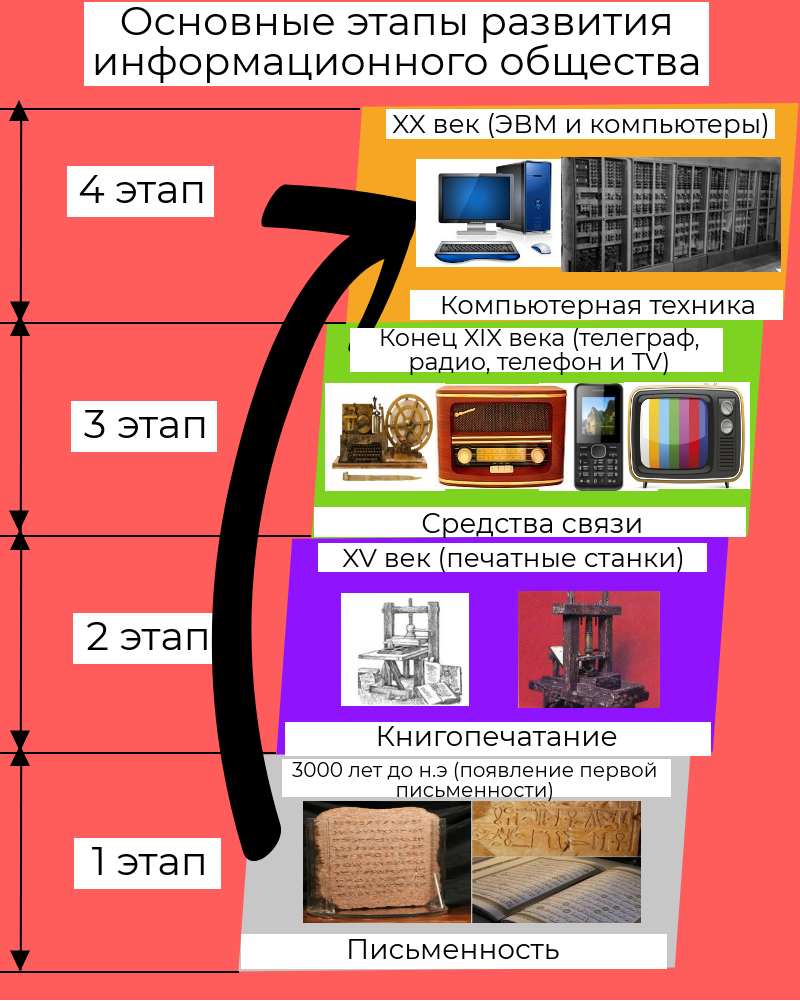 Основные этапы развития
информационного общества
XX век (ЭВМ и компьютеры)
4 этап
Компьютерная техника
Конец XIX века (телеграф,
радио, телефон и TV)
3 этап
Средства связи
XV век (печатные станки)
2 этап
Книгопечатание
3000 лет до н.э (появление первой
письменности)
1 этап
Письменность